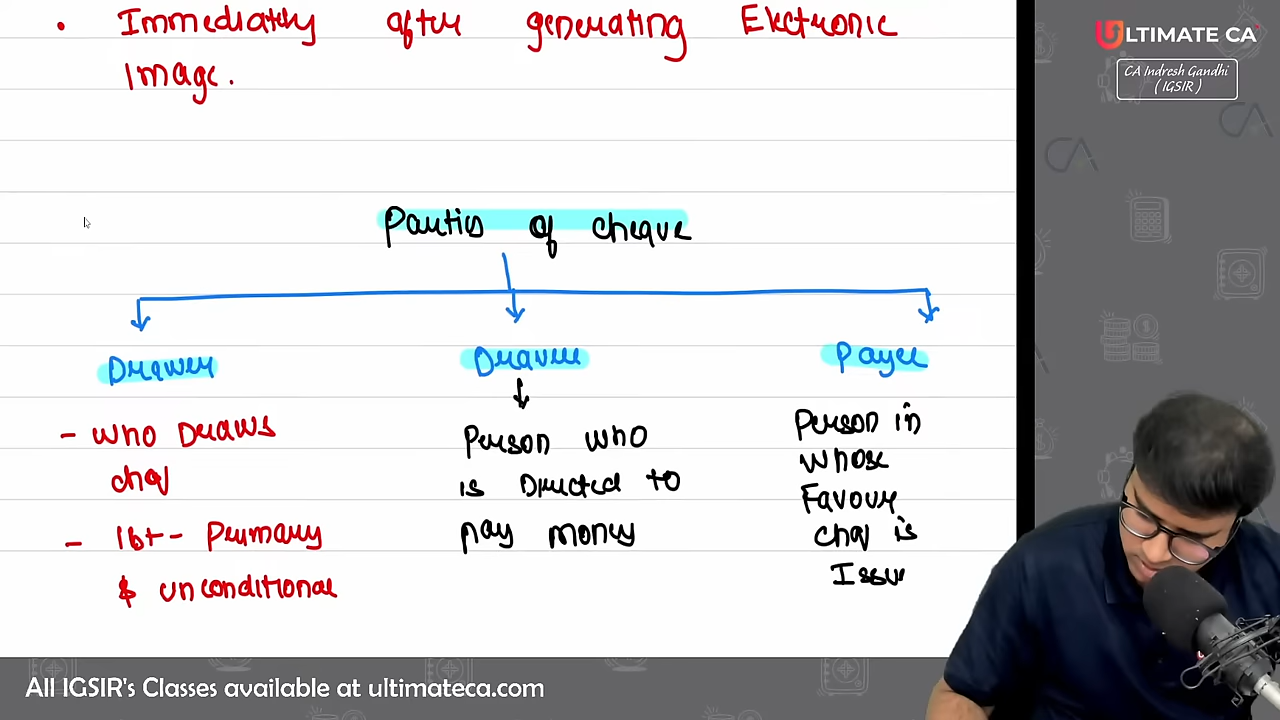 • Immediately after generating Electronic
Image.
ULTIMATE CA
CA Indresh Gandhi
( IGSIR )
Parties of cheque
Drawer
Drawee
Payee
- Who Draws
chq
- lbt - Primary
& unconditional
Person who
is Directed to
pay money
Person in
whose
Favour
chq is
Issue
All IGSIR's Classes available at ultimateca.com